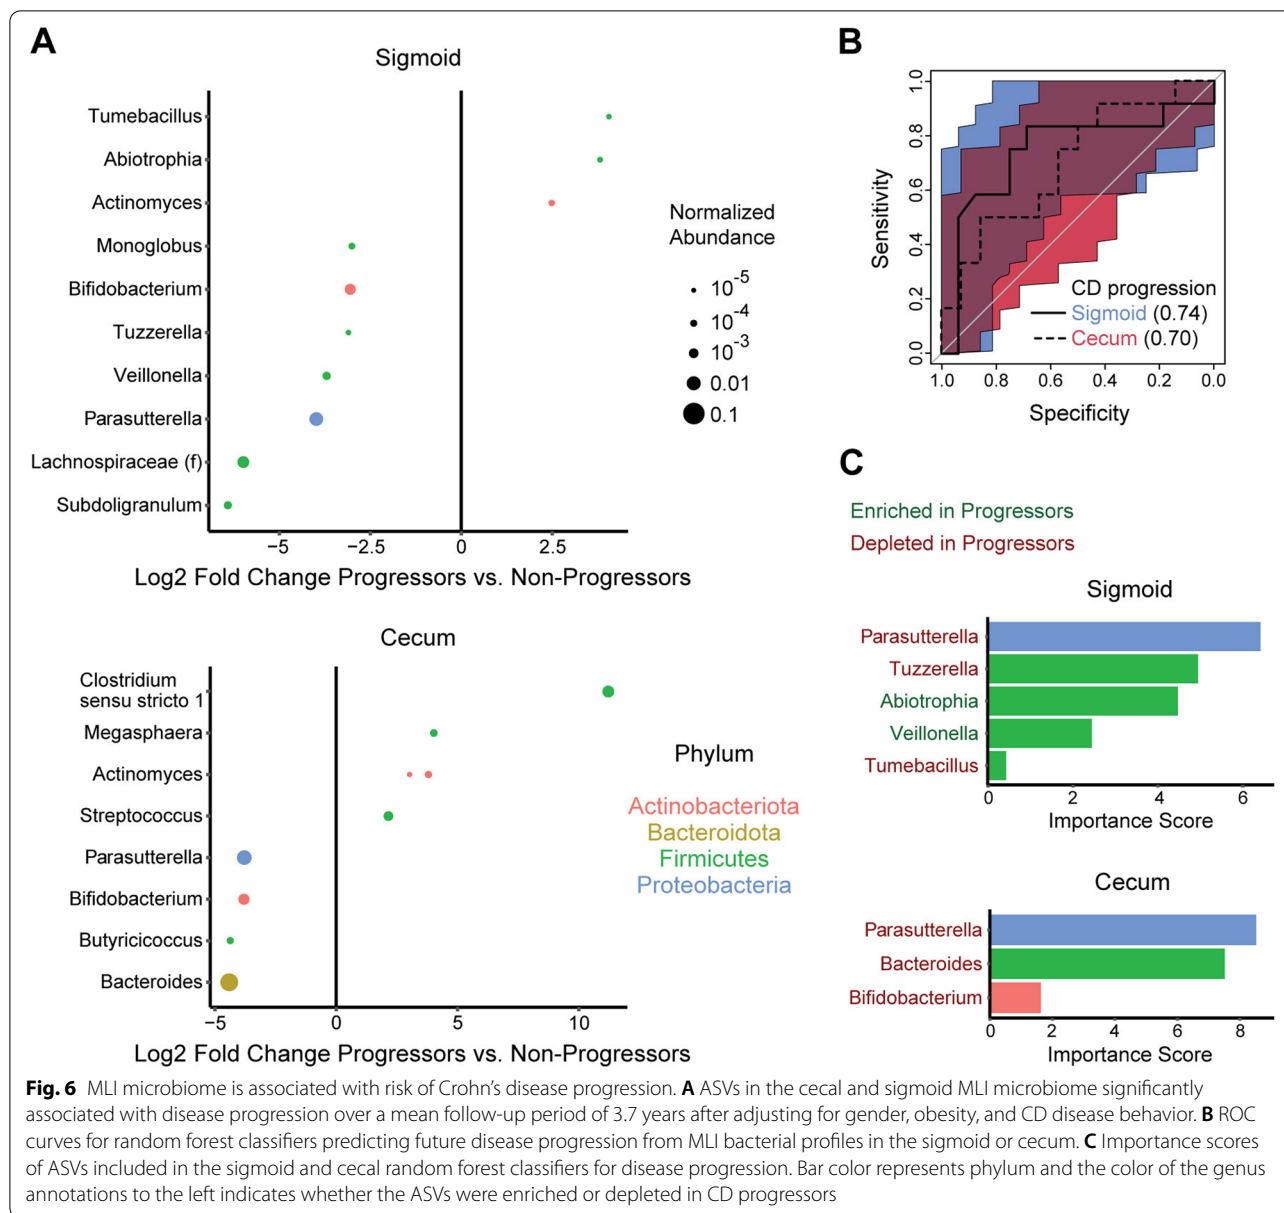 A
Sigmoid
Tumebacillus
Abiotrophia
Actinomyces
Monoglobus
Bifidobacterium
Tuzzerella
Veillonella
Parasutterella
Lachnospiraceae (f)
Subdoligranulum
−5
−2.5
0
2.5
Log2 Fold Change Progressors vs. Non-Progressors
Normalized
Abundance
10⁻⁵
10⁻⁴
10⁻³
0.01
0.1
Cecum
Clostridium
sensu stricto 1
Megasphaera
Actinomyces
Streptococcus
Parasutterella
Bifidobacterium
Butyricicoccus
Bacteroides
−5
0
5
10
Log2 Fold Change Progressors vs. Non-Progressors
Phylum
Actinobacteriota
Bacteroidota
Firmicutes
Proteobacteria
B
Sensitivity
1.0
0.8
0.6
0.4
0.2
0.0
CD progression
Sigmoid (0.74)
Cecum (0.70)
1.0
0.8
0.6
0.4
0.2
0.0
Specificity
C
Enriched in Progressors
Depleted in Progressors
Sigmoid
Parasutterella
Tuzzerella
Abiotrophia
Veillonella
Tumebacillus
0
2
4
6
Importance Score
Cecum
Parasutterella
Bacteroides
Bifidobacterium
0
2
4
6
8
Importance Score
Fig. 6 MLI microbiome is associated with risk of Crohn's disease progression. A ASVs in the cecal and sigmoid MLI microbiome significantly
associated with disease progression over a mean follow-up period of 3.7 years after adjusting for gender, obesity, and CD disease behavior. B ROC
curves for random forest classifiers predicting future disease progression from MLI bacterial profiles in the sigmoid or cecum. C Importance scores
of ASVs included in the sigmoid and cecal random forest classifiers for disease progression. Bar color represents phylum and the color of the genus
annotations to the left indicates whether the ASVs were enriched or depleted in CD progressors